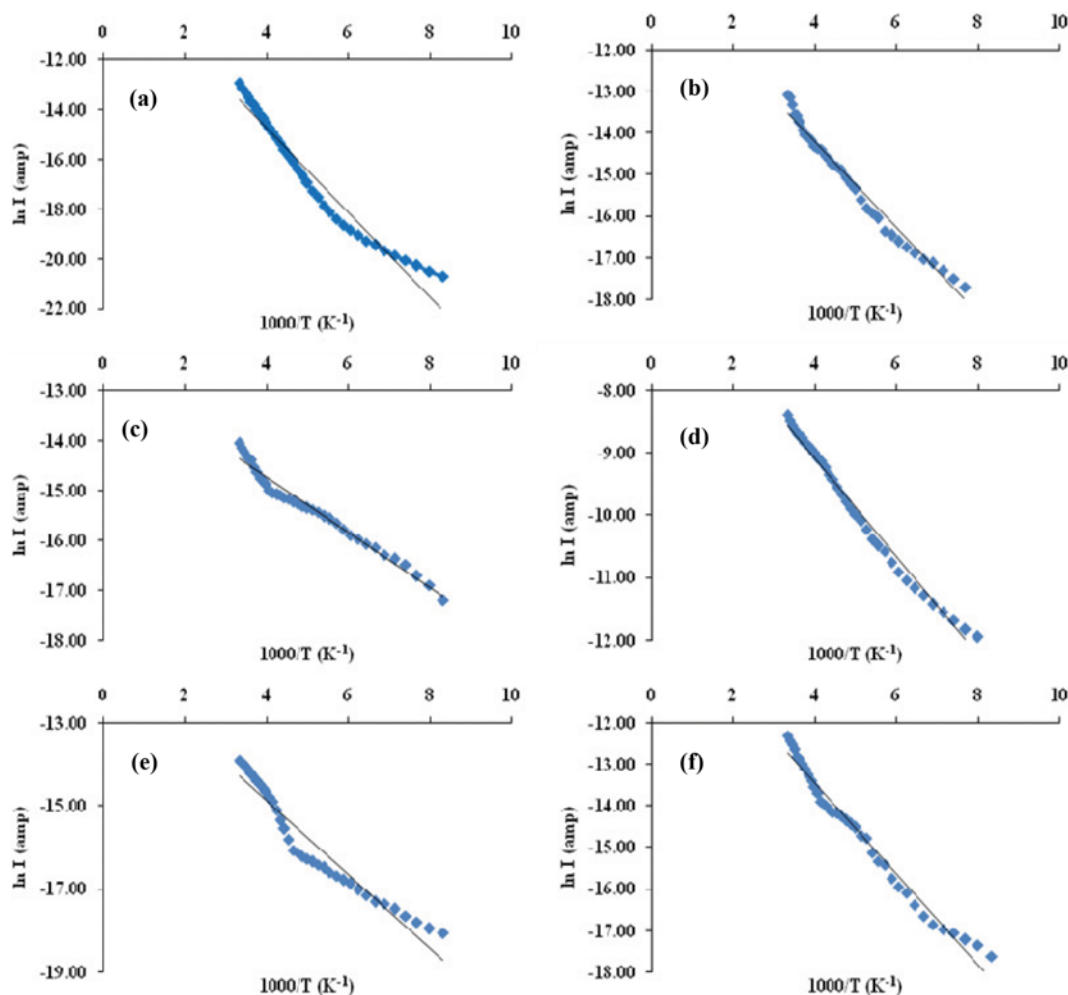 0 2 4 6 8 10
-12.00
-14.00
-16.00
-18.00
-20.00
-22.00
ln I (amp)
(a)
1000/T (K⁻¹)
0 2 4 6 8 10
-12.00
-13.00
-14.00
-15.00
-16.00
-17.00
-18.00
ln I (amp)
(b)
1000/T (K⁻¹)
0 2 4 6 8 10
-13.00
-14.00
-15.00
-16.00
-17.00
-18.00
ln I (amp)
(c)
1000/T (K⁻¹)
0 2 4 6 8 10
-8.00
-9.00
-10.00
-11.00
-12.00
ln I (amp)
(d)
1000/T (K⁻¹)
0 2 4 6 8 10
-13.00
-15.00
-17.00
-19.00
ln I (amp)
(e)
1000/T (K⁻¹)
0 2 4 6 8 10
-12.00
-13.00
-14.00
-15.00
-16.00
-17.00
-18.00
ln I (amp)
(f)
1000/T (K⁻¹)